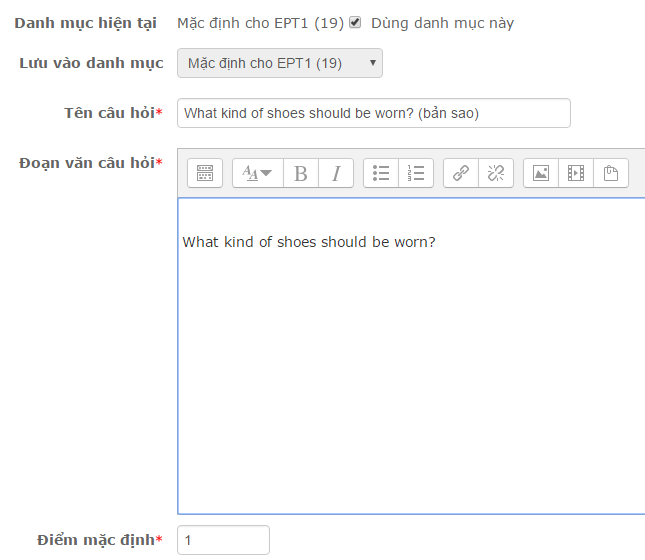 Danh mục hiện tại Mặc định cho EPT1 (19) Dùng danh mục này
Lưu vào danh mục Mặc định cho EPT1 (19)
Tên câu hỏi* What kind of shoes should be worn? (bản sao)
Đoạn văn câu hỏi*
What kind of shoes should be worn?
Điểm mặc định* 1